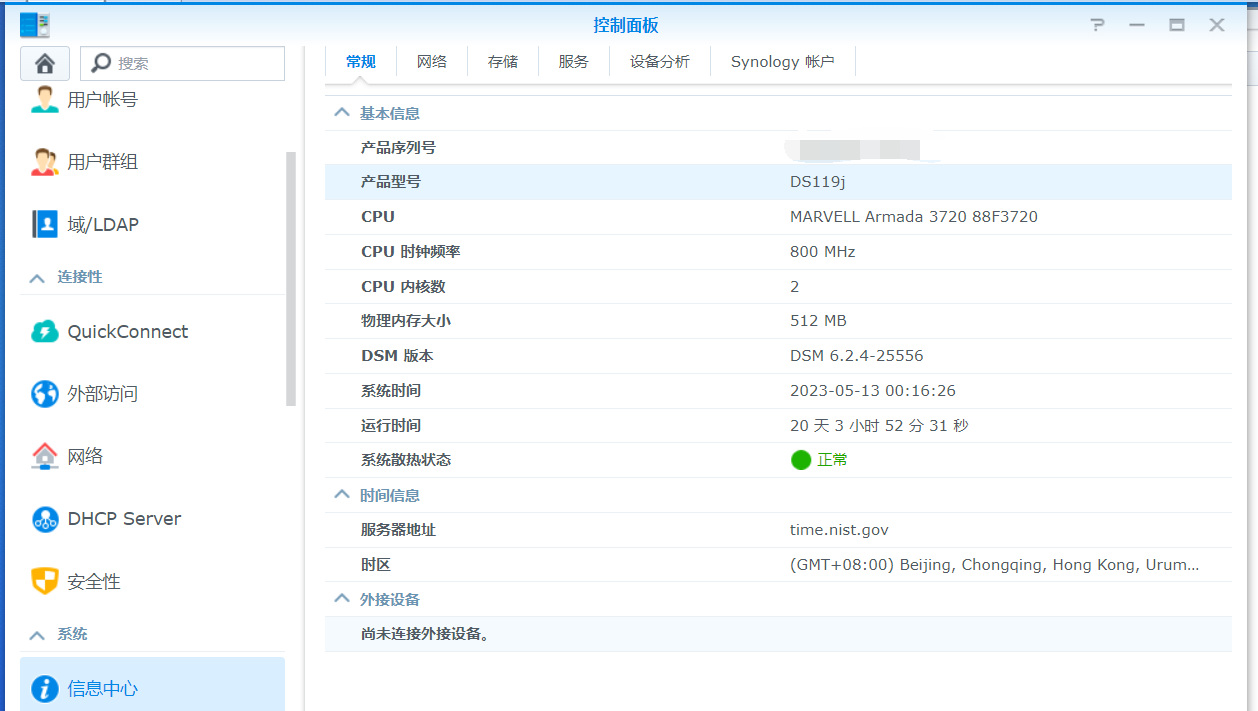 控制面板
搜索
用户帐号
用户群组
域/LDAP
连接性
QuickConnect
外部访问
网络
DHCP Server
安全性
系统
信息中心
常规 网络 存储 服务 设备分析 Synology 帐户
基本信息
产品序列号
产品型号 DS119j
CPU MARVELL Armada 3720 88F3720
CPU 时钟频率 800 MHz
CPU 内核数 2
物理内存大小 512 MB
DSM 版本 DSM 6.2.4-25556
系统时间 2023-05-13 00:16:26
运行时间 20 天 3 小时 52 分 31 秒
系统散热状态 正常
时间信息
服务器地址 time.nist.gov
时区 (GMT+08:00) Beijing, Chongqing, Hong Kong, Urum...
外接设备
尚未连接外接设备。